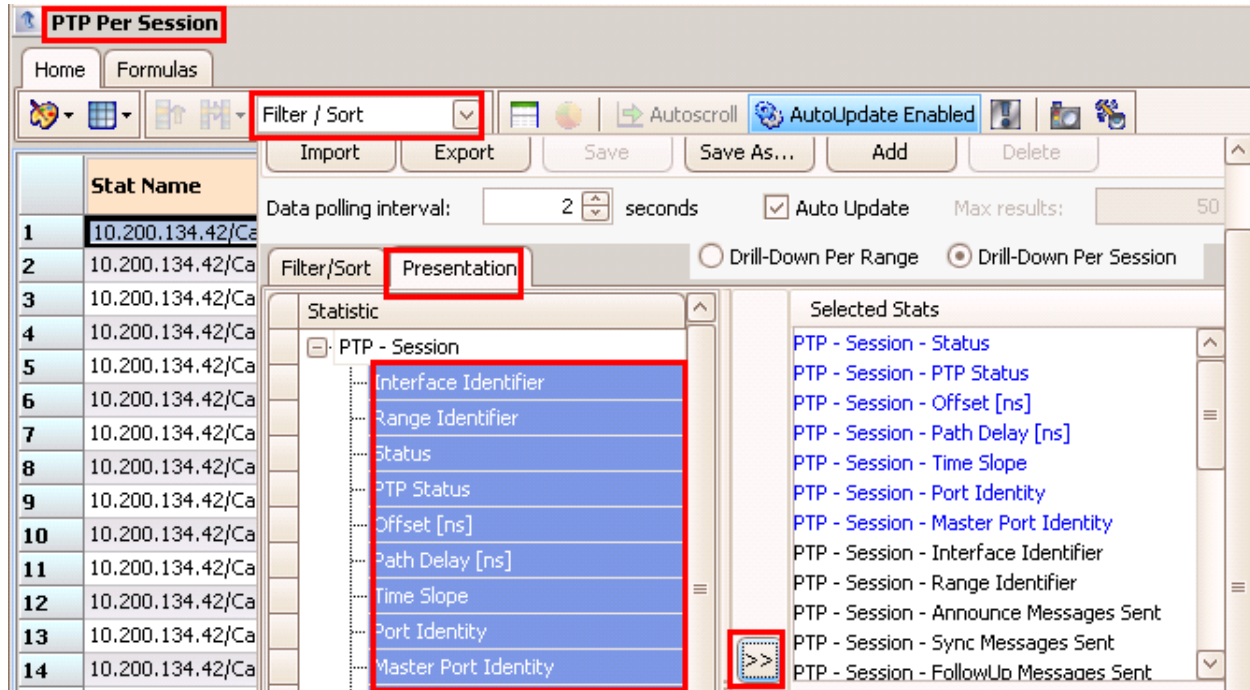 PTP Per Session
Home Formulas
Filter / Sort Autoscroll AutoUpdate Enabled
Import Export Save Save As... Add Delete
Data polling interval: 2 seconds Auto Update Max results: 50
Filter/Sort Presentation Drill-Down Per Range Drill-Down Per Session
Stat Name
1 10.200.134.42/Ca
2 10.200.134.42/Ca
3 10.200.134.42/Ca
4 10.200.134.42/Ca
5 10.200.134.42/Ca
6 10.200.134.42/Ca
7 10.200.134.42/Ca
8 10.200.134.42/Ca
9 10.200.134.42/Ca
10 10.200.134.42/Ca
11 10.200.134.42/Ca
12 10.200.134.42/Ca
13 10.200.134.42/Ca
14 10.200.134.42/Ca
Statistic
PTP - Session
Interface Identifier
Range Identifier
Status
PTP Status
Offset [ns]
Path Delay [ns]
Time Slope
Port Identity
Master Port Identity
>>
Selected Stats
PTP - Session - Status
PTP - Session - PTP Status
PTP - Session - Offset [ns]
PTP - Session - Path Delay [ns]
PTP - Session - Time Slope
PTP - Session - Port Identity
PTP - Session - Master Port Identity
PTP - Session - Interface Identifier
PTP - Session - Range Identifier
PTP - Session - Announce Messages Sent
PTP - Session - Sync Messages Sent
PTP - Session - FollowUp Messages Sent